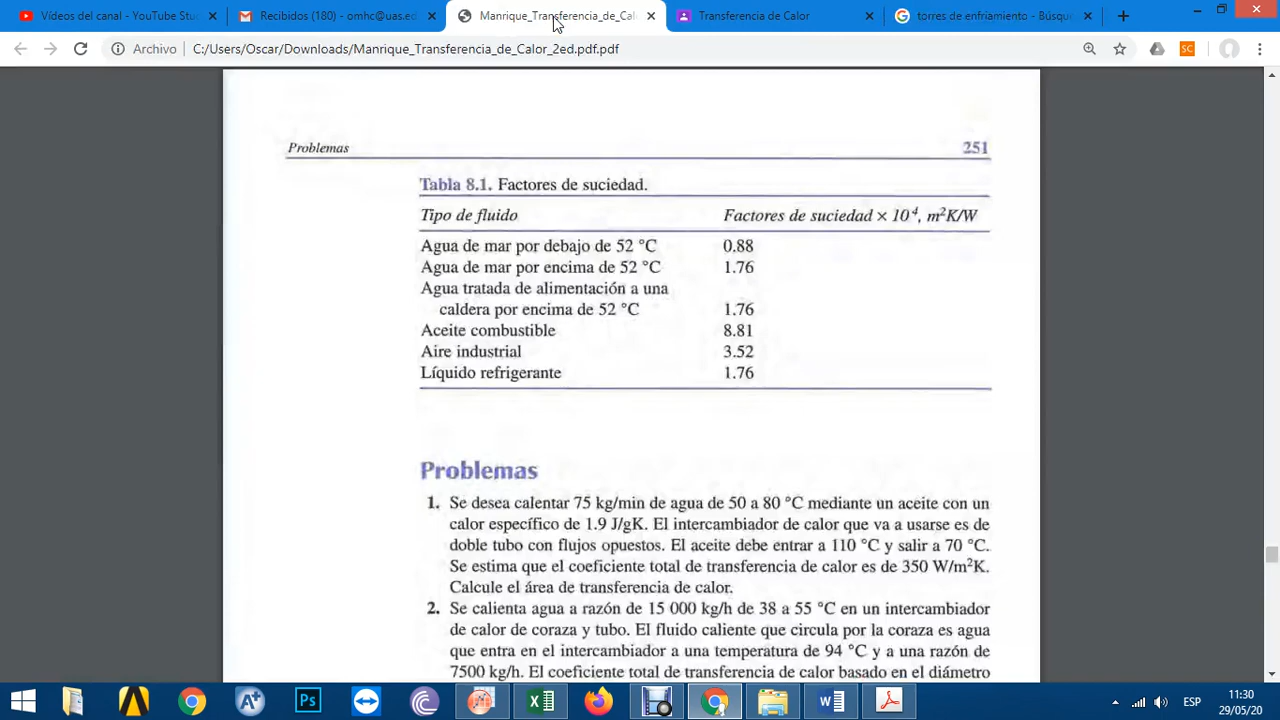 Vídeos del canal - YouTube Stu
Recibidos (180) - omhc@uas.ed
Manrique_Transferencia_de_Cal
Transferencia de Calor
torres de enfriamiento - Búsqu
Archivo
C:/Users/Oscar/Downloads/Manrique_Transferencia_de_Calor_2ed.pdf.pdf
SC
Problemas 251
Tabla 8.1. Factores de suciedad.
Tipo de fluido Factores de suciedad × 10⁴, m²K/W
Agua de mar por debajo de 52 °C 0.88
Agua de mar por encima de 52 °C 1.76
Agua tratada de alimentación a una
caldera por encima de 52 °C 1.76
Aceite combustible 8.81
Aire industrial 3.52
Líquido refrigerante 1.76
Problemas
1. Se desea calentar 75 kg/min de agua de 50 a 80 °C mediante un aceite con un
calor específico de 1.9 J/gK. El intercambiador de calor que va a usarse es de
doble tubo con flujos opuestos. El aceite debe entrar a 110 °C y salir a 70 °C.
Se estima que el coeficiente total de transferencia de calor es de 350 W/m²K.
Calcule el área de transferencia de calor.
2. Se calienta agua a razón de 15 000 kg/h de 38 a 55 °C en un intercambiador
de calor de coraza y tubo. El fluido caliente que circula por la coraza es agua
que entra en el intercambiador a una temperatura de 94 °C y a una razón de
7500 kg/h. El coeficiente total de transferencia de calor basado en el diámetro
Ps
ESP
11:30
29/05/20